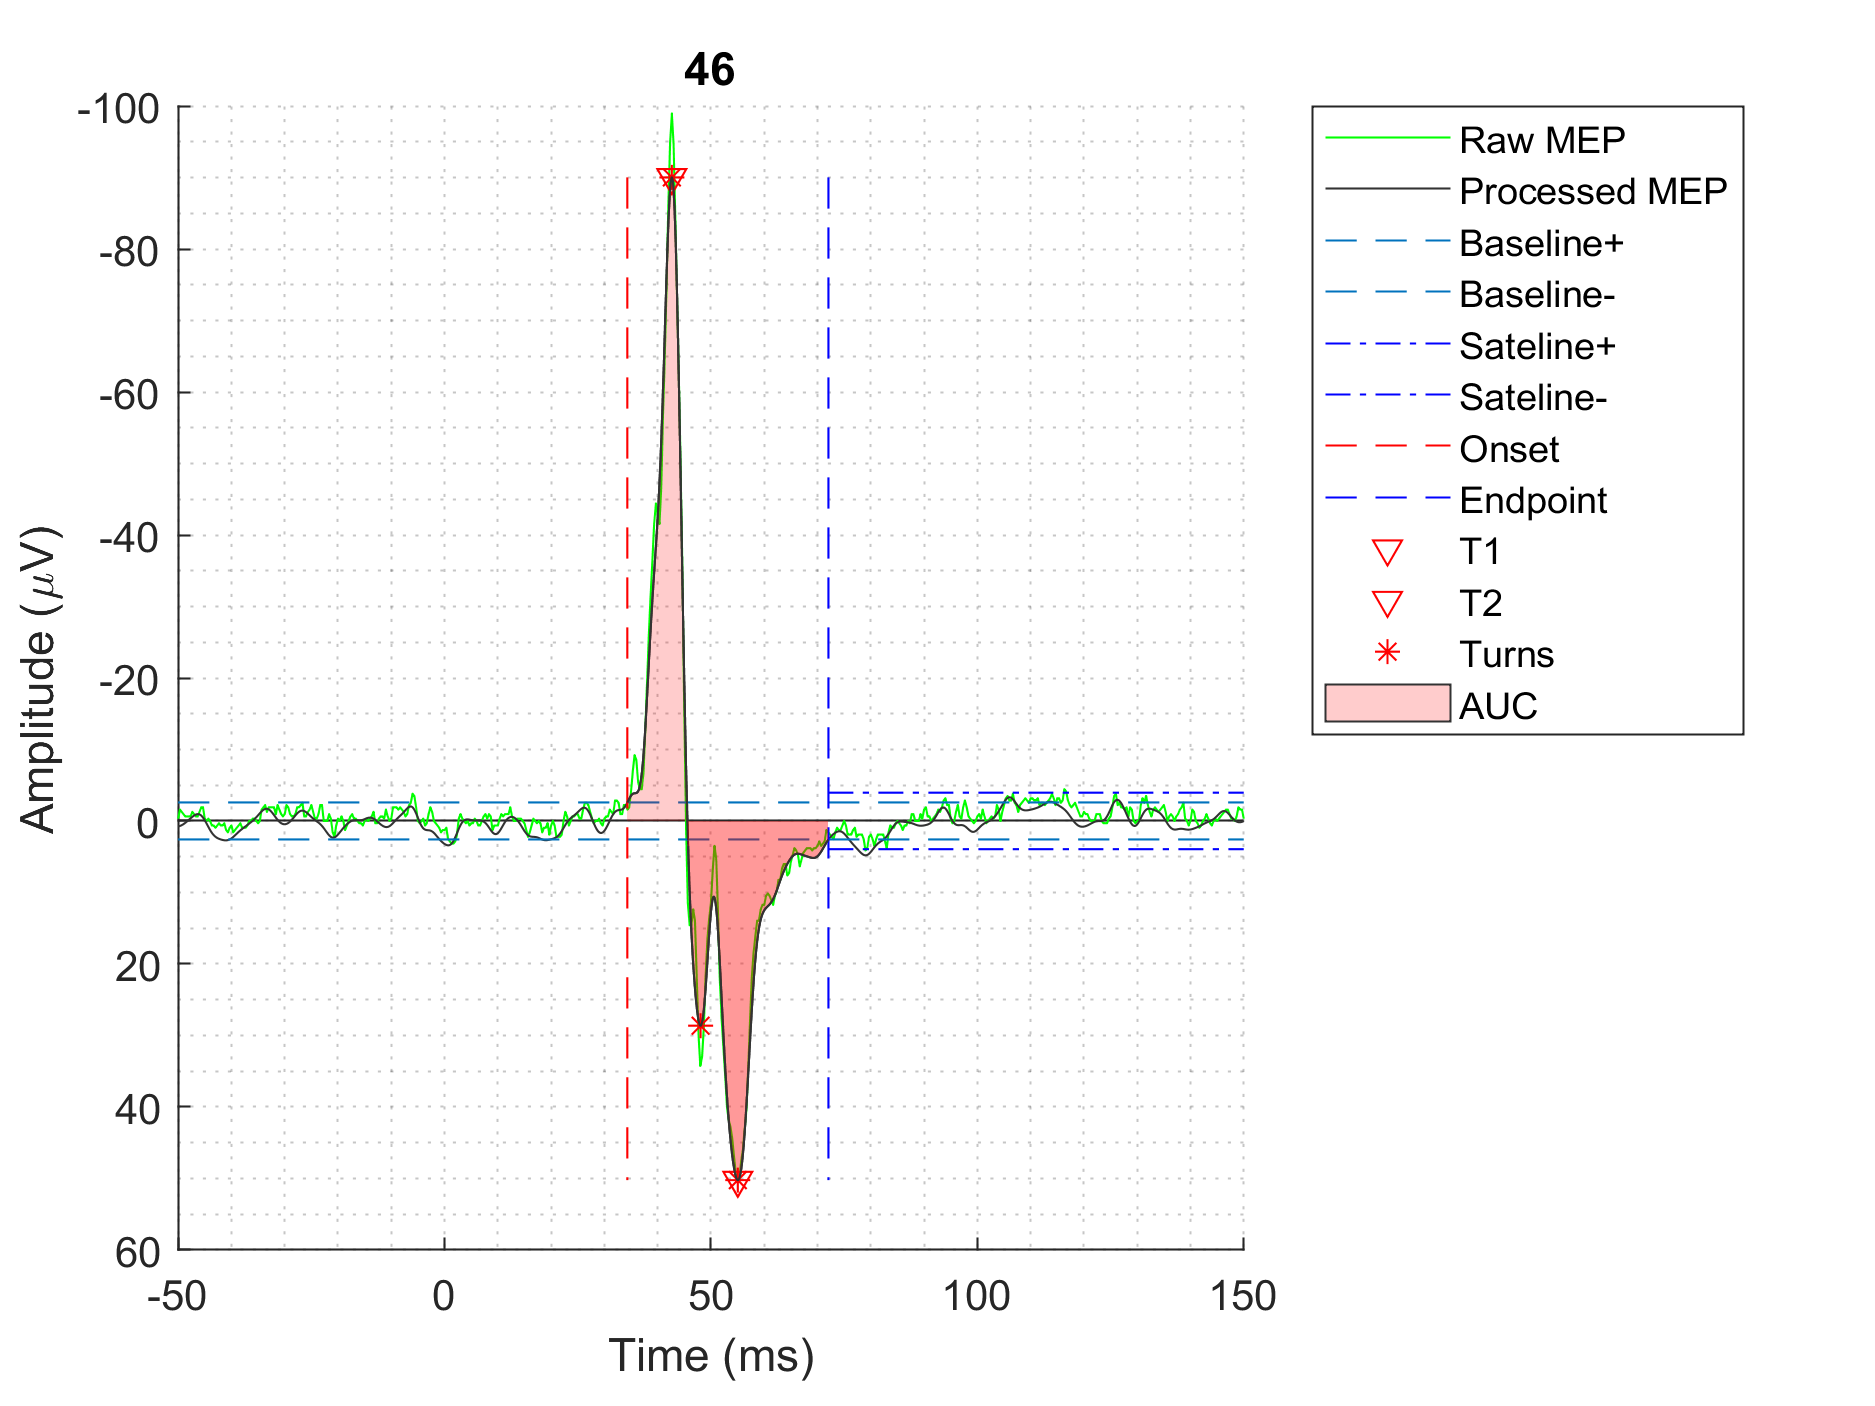 46
-100
-80
-60
-40
-20
0
20
40
60
-50
0
50
100
150
Amplitude (μV)
Time (ms)
Raw MEP
Processed MEP
Baseline+
Baseline-
Sateline+
Sateline-
Onset
Endpoint
T1
T2
Turns
AUC